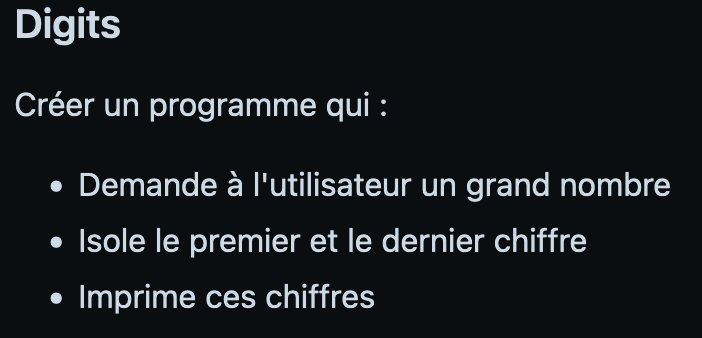 Digits
Créer un programme qui :
• Demande à l'utilisateur un grand nombre
• Isole le premier et le dernier chiffre
• Imprime ces chiffres